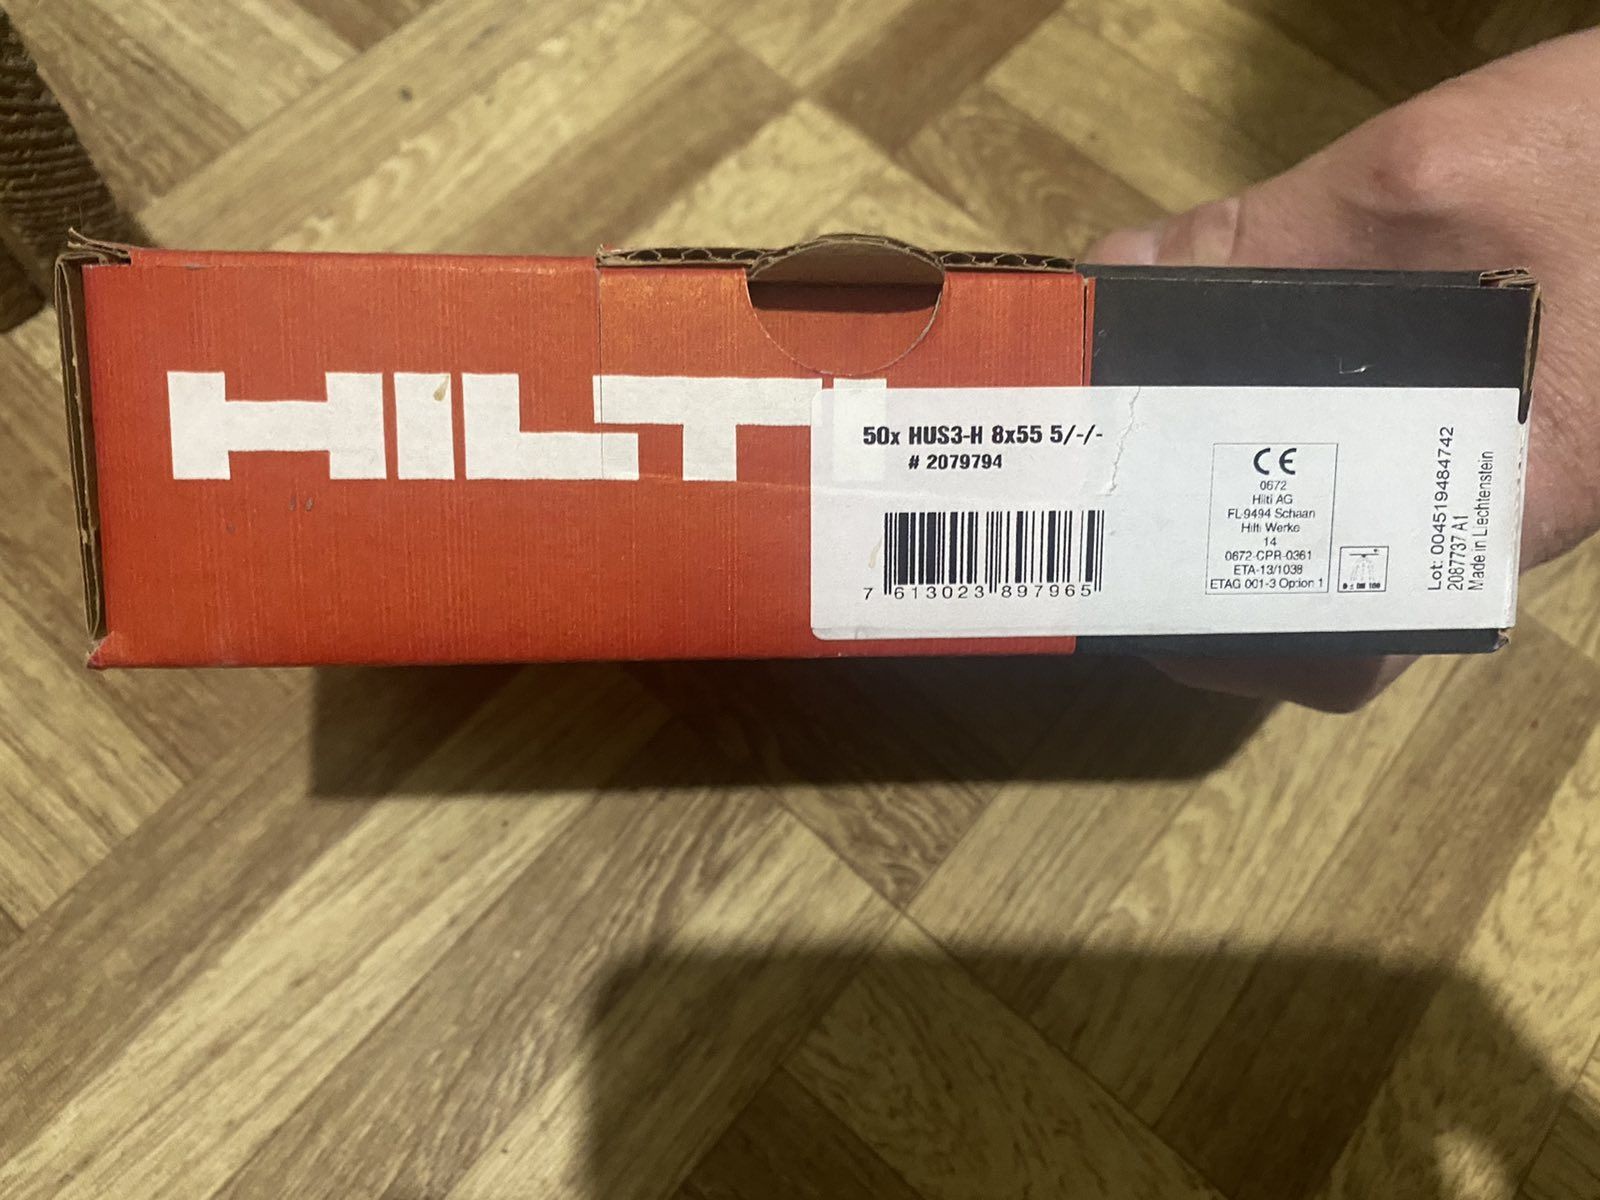 HILTI
50x HUS3-H 8x55 5/-/-
# 2079794
7 613023 897965
CE
0672
Hilti AG
FL-9494 Schaan
Hilti Werke
14
0672-CPR-0361
ETA-13/1038
ETAG 001-3 Option 1
Lot: 004519484742
2087737 A1
Made in Liechtenstein